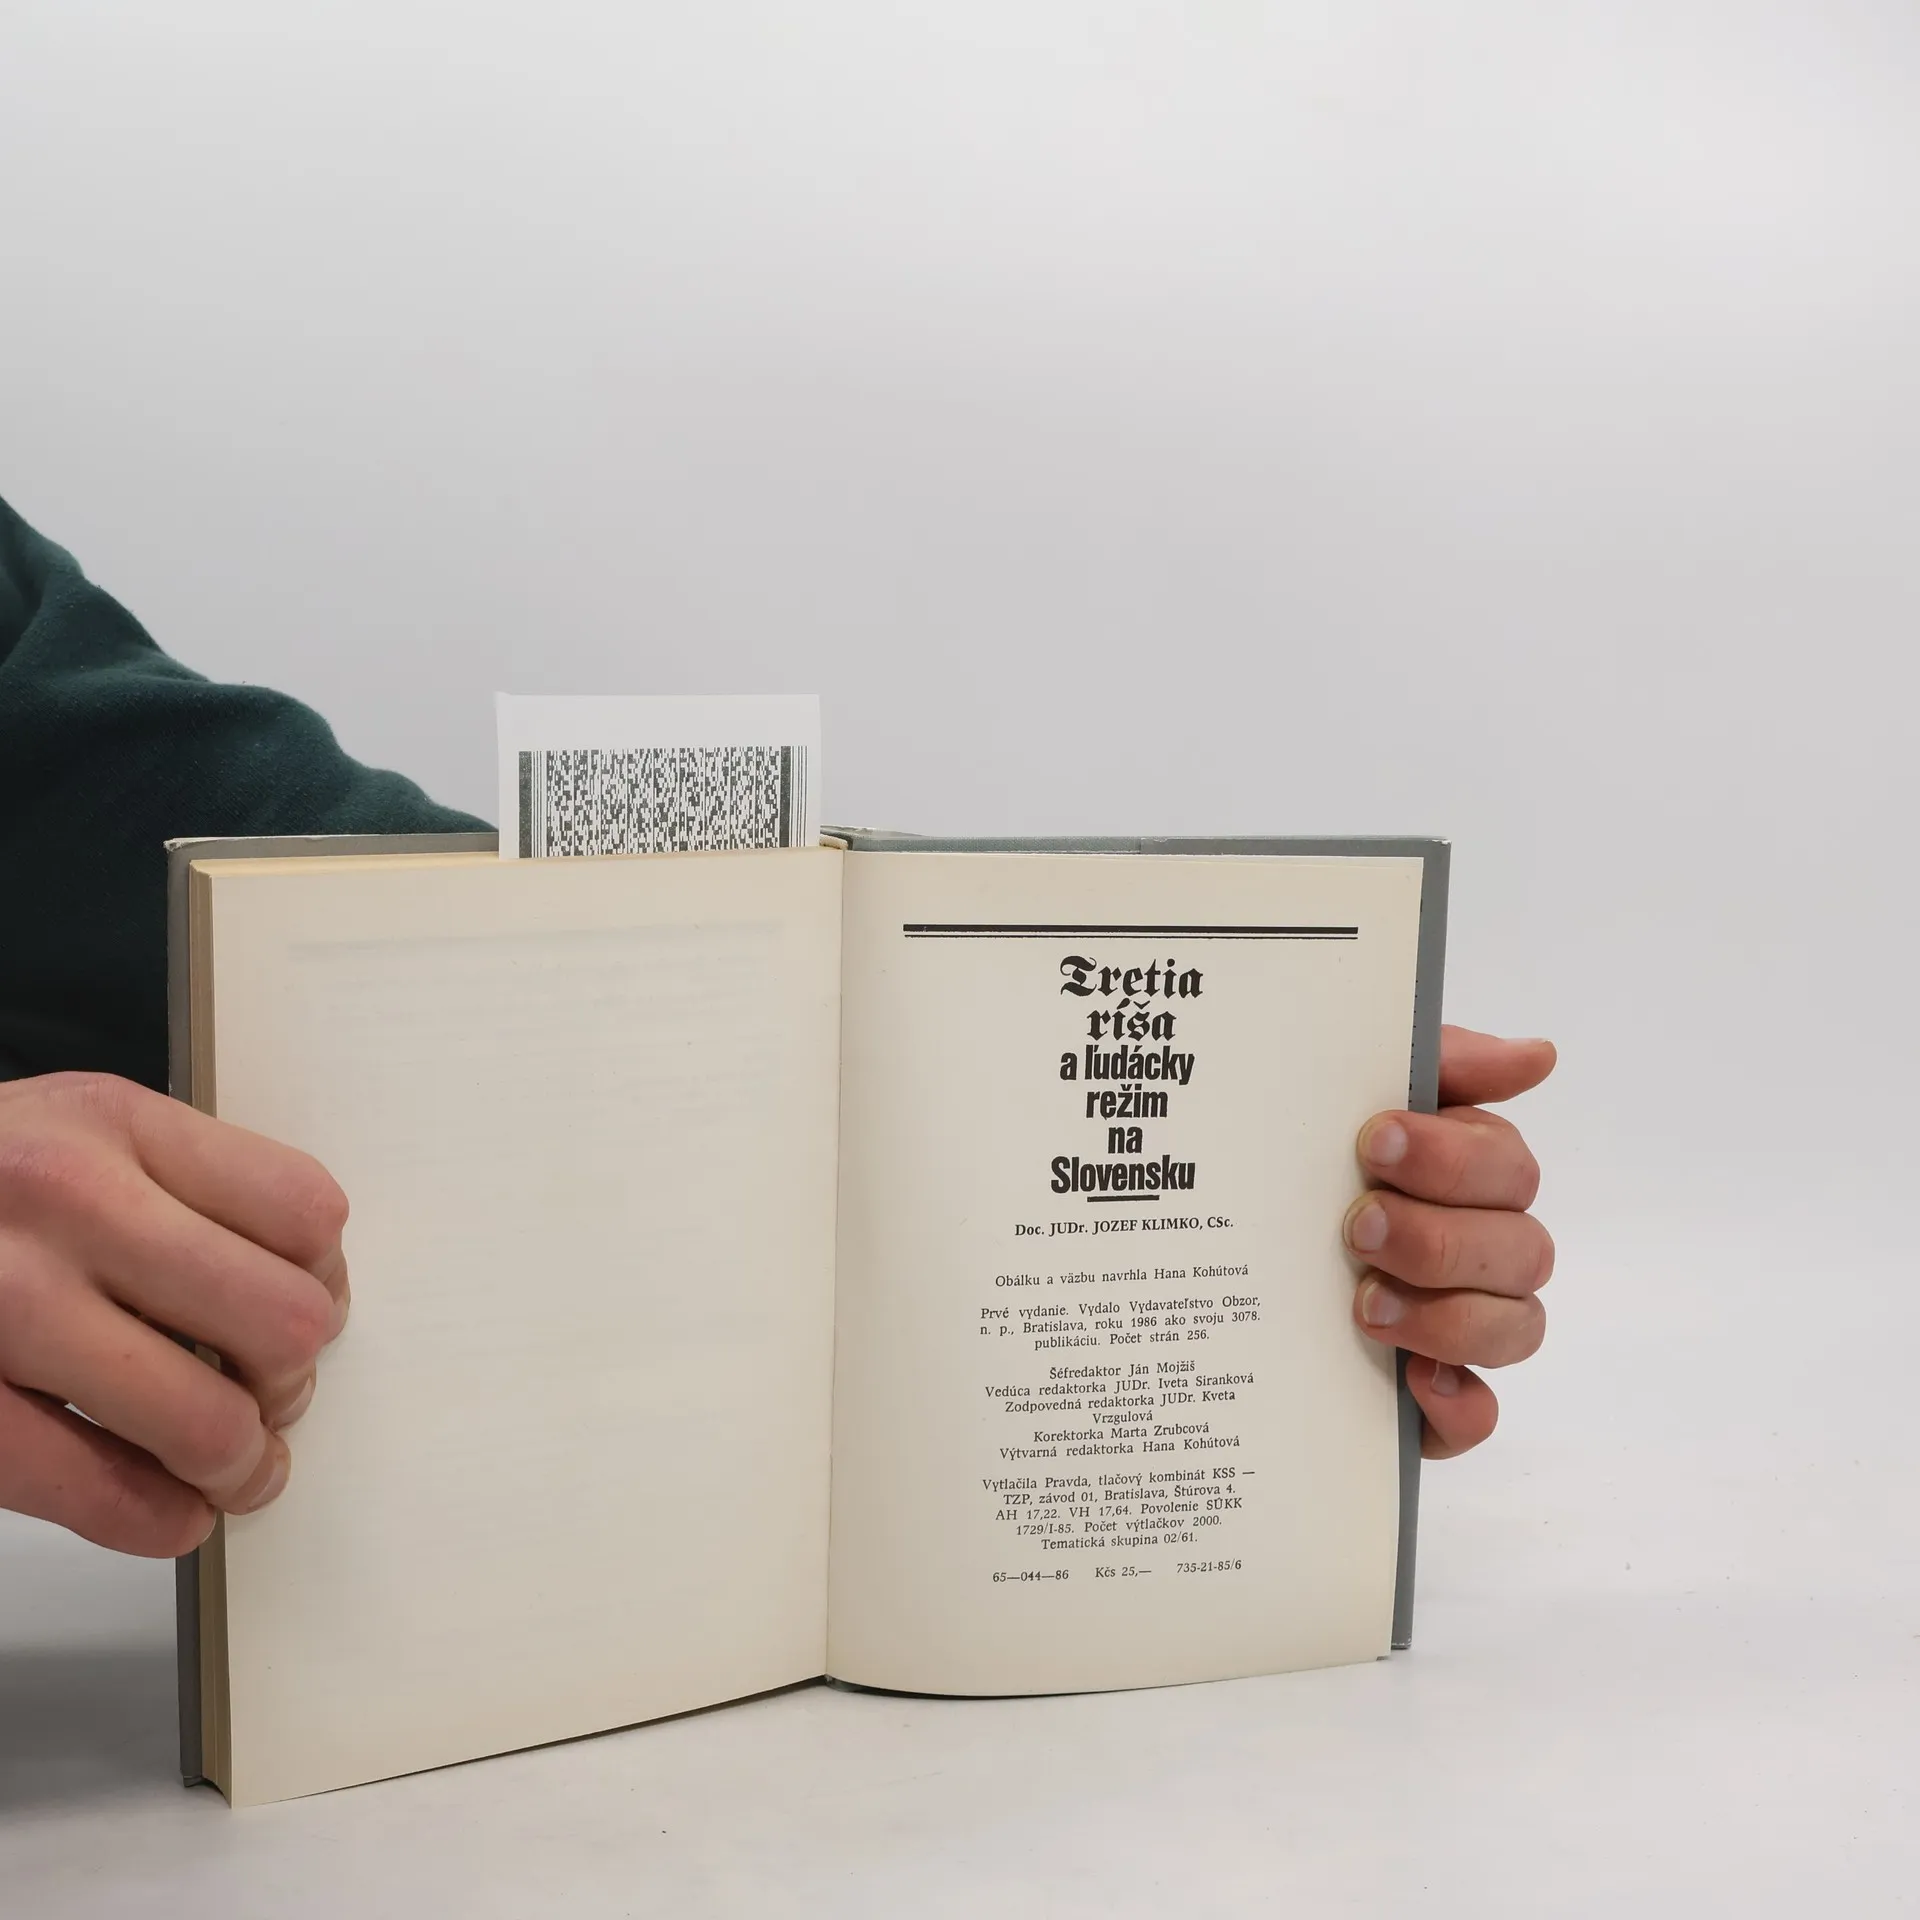 Tretia
ríša
a ľudácky
režim
na
Slovensku
Doc. JUDr. JOZEF KLIMKO, CSc.
Obálku a väzbu navrhla Hana Kohútová
Prvé vydanie. Vydalo Vydavateľstvo Obzor,
n. p., Bratislava, roku 1986 ako svoju 3078.
publikáciu. Počet strán 256.
Šéfredaktor Ján Mojžiš
Vedúca redaktorka JUDr. Iveta Siranková
Zodpovedná redaktorka JUDr. Kveta
Vrzgulová
Korektorka Marta Zrubcová
Výtvarná redaktorka Hana Kohútová
Vytlačila Pravda, tlačový kombinát KSS —
TZP, závod 01, Bratislava, Štúrova 4.
AH 17,22. VH 17,64. Povolenie SÚKK
1729/I-85. Počet výtlačkov 2000.
Tematická skupina 02/61.
65—044—86 Kčs 25,— 735-21-85/6